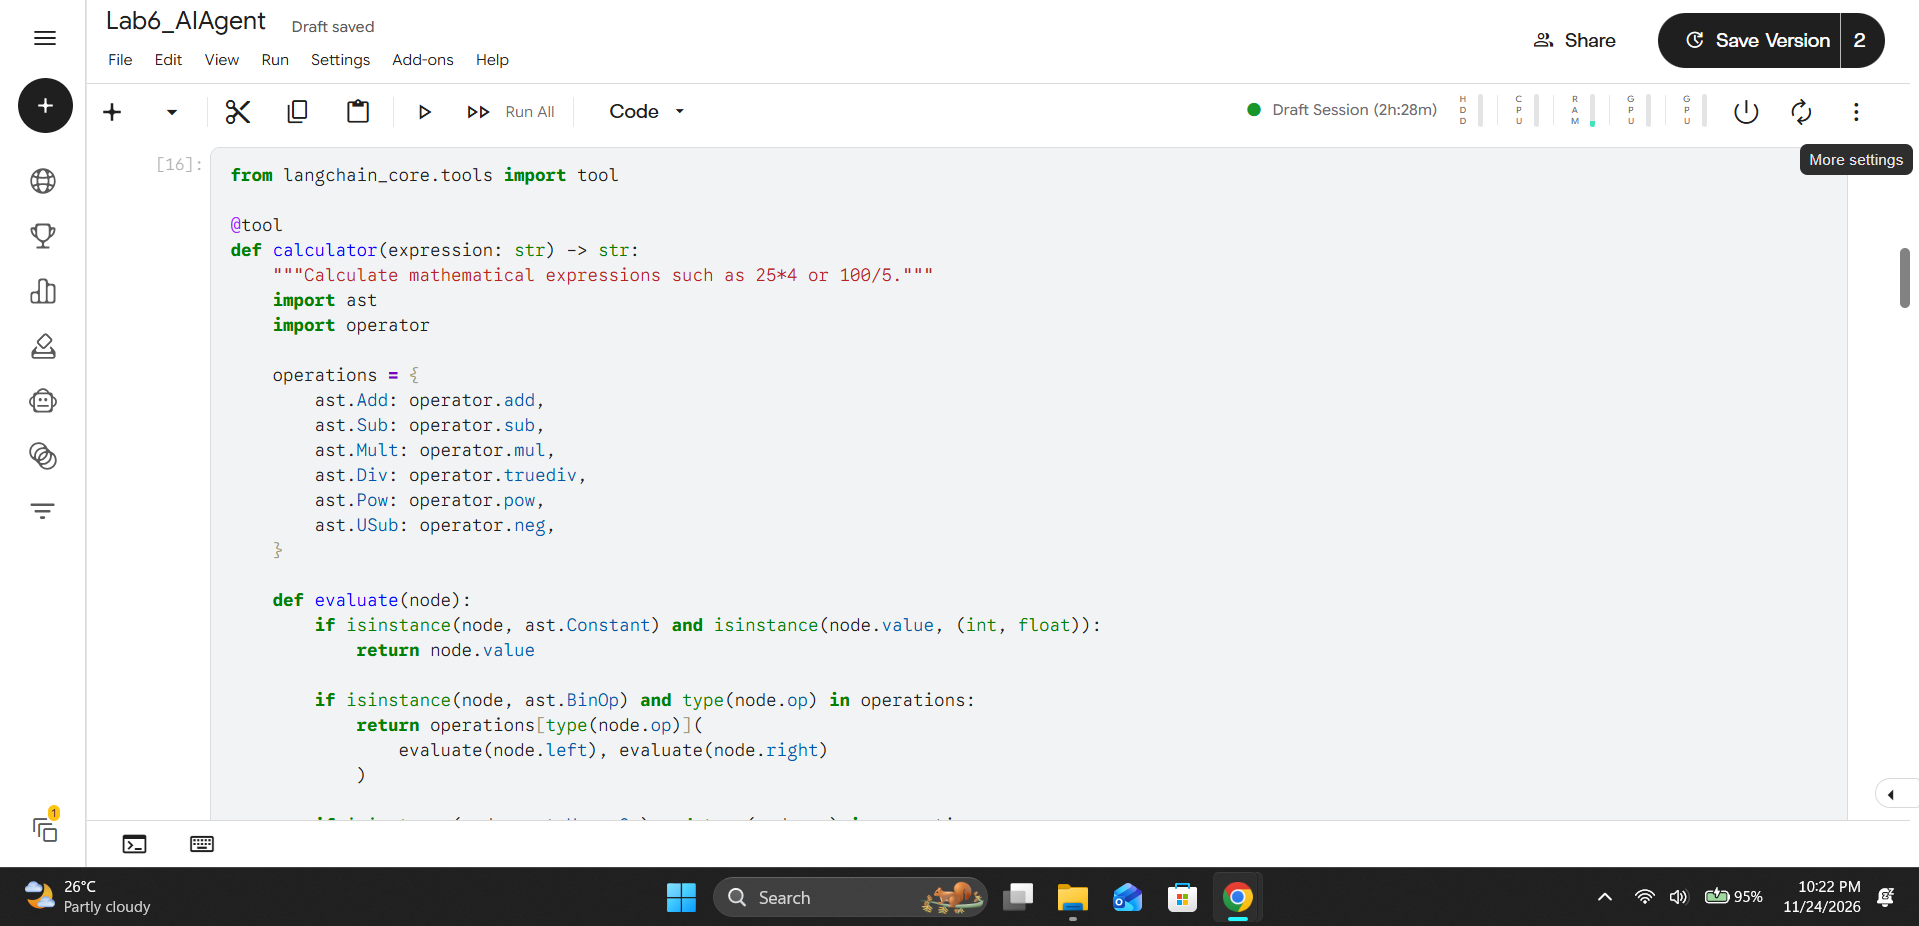 Lab6_AIAgent
Draft saved
File Edit View Run Settings Add-ons Help
Share
Save Version 2
Run All
Code
Draft Session (2h:28m)
HDD
CPU
RAM
GPU
GPU
More settings
[16]:
from langchain_core.tools import tool
@tool
def calculator(expression: str) -> str:
    """Calculate mathematical expressions such as 25*4 or 100/5."""
    import ast
    import operator
    operations = {
        ast.Add: operator.add,
        ast.Sub: operator.sub,
        ast.Mult: operator.mul,
        ast.Div: operator.truediv,
        ast.Pow: operator.pow,
        ast.USub: operator.neg,
    }
    def evaluate(node):
        if isinstance(node, ast.Constant) and isinstance(node.value, (int, float)):
            return node.value
        if isinstance(node, ast.BinOp) and type(node.op) in operations:
            return operations[type(node.op)](
                evaluate(node.left), evaluate(node.right)
            )
1
26°C
Partly cloudy
Search
95%
10:22 PM
11/24/2026